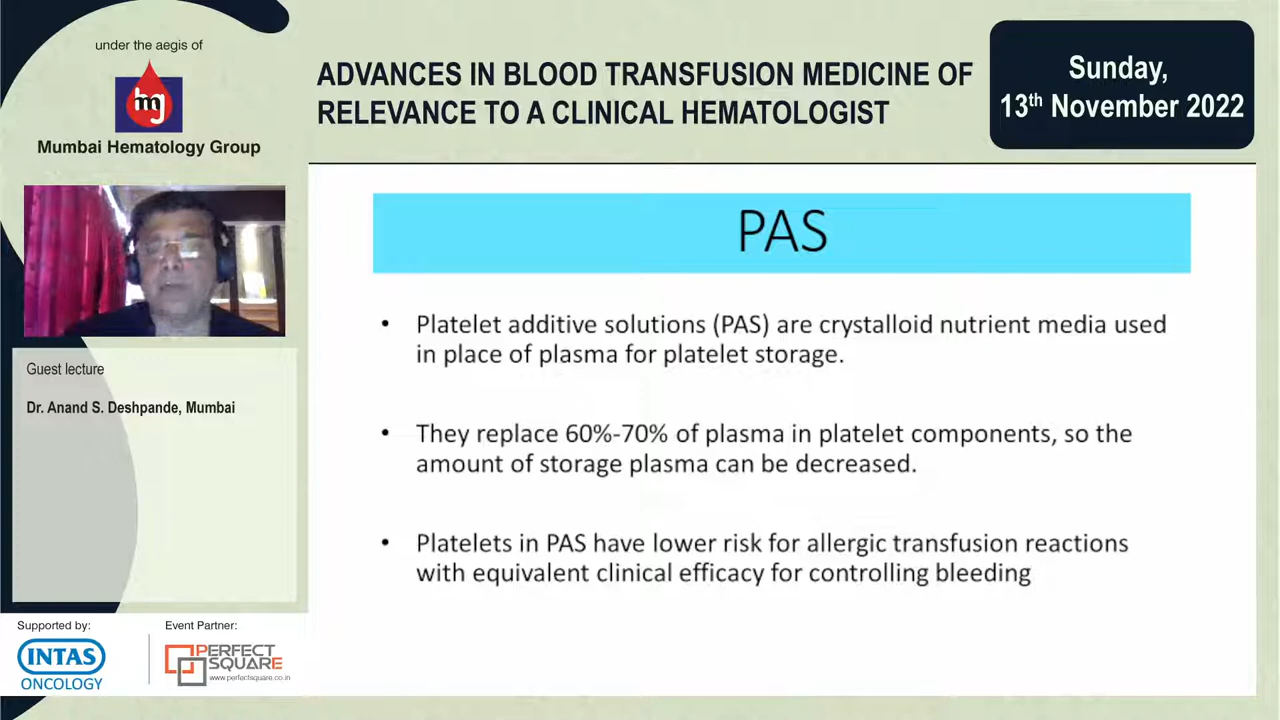 under the aegis of
mg
Mumbai Hematology Group
ADVANCES IN BLOOD TRANSFUSION MEDICINE OF
RELEVANCE TO A CLINICAL HEMATOLOGIST
Sunday,
13th November 2022
Guest lecture
Dr. Anand S. Deshpande, Mumbai
PAS
• Platelet additive solutions (PAS) are crystalloid nutrient media used
in place of plasma for platelet storage.
• They replace 60%-70% of plasma in platelet components, so the
amount of storage plasma can be decreased.
• Platelets in PAS have lower risk for allergic transfusion reactions
with equivalent clinical efficacy for controlling bleeding
Supported by:
INTAS
ONCOLOGY
Event Partner:
PERFECT
SQUARE
www.perfectsquare.co.in